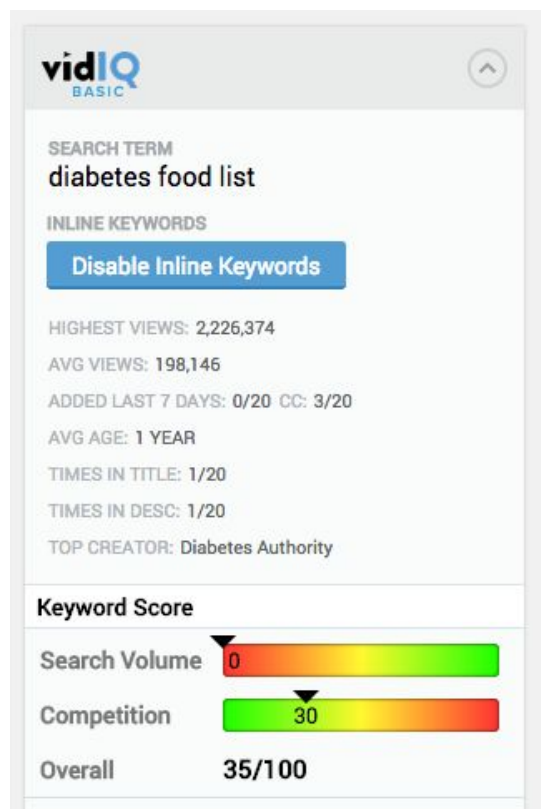 vidIQ
BASIC
SEARCH TERM
diabetes food list
INLINE KEYWORDS
Disable Inline Keywords
HIGHEST VIEWS: 2,226,374
AVG VIEWS: 198,146
ADDED LAST 7 DAYS: 0/20 CC: 3/20
AVG AGE: 1 YEAR
TIMES IN TITLE: 1/20
TIMES IN DESC: 1/20
TOP CREATOR: Diabetes Authority
Keyword Score
Search Volume 0
Competition 30
Overall 35/100